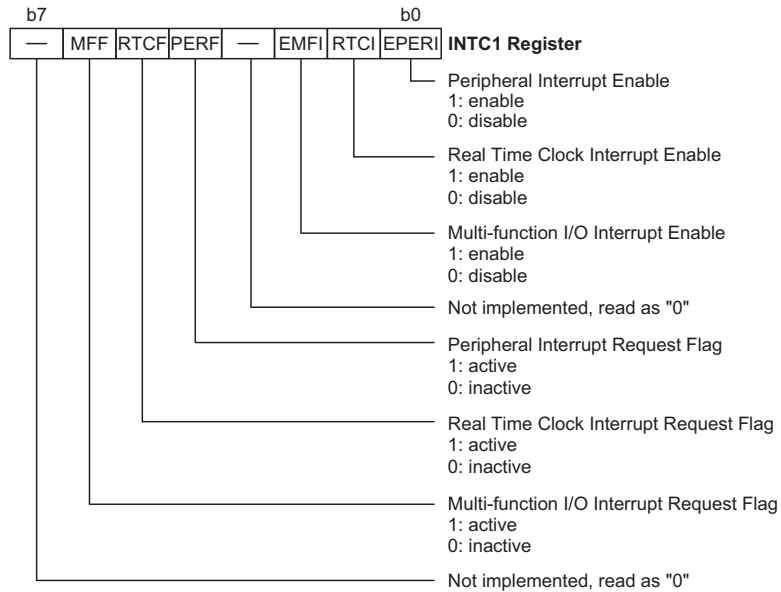 b7 b0
— MFF RTCF PERF — EMFI RTCI EPERI INTC1 Register
Peripheral Interrupt Enable
1: enable
0: disable
Real Time Clock Interrupt Enable
1: enable
0: disable
Multi-function I/O Interrupt Enable
1: enable
0: disable
Not implemented, read as "0"
Peripheral Interrupt Request Flag
1: active
0: inactive
Real Time Clock Interrupt Request Flag
1: active
0: inactive
Multi-function I/O Interrupt Request Flag
1: active
0: inactive
Not implemented, read as "0"